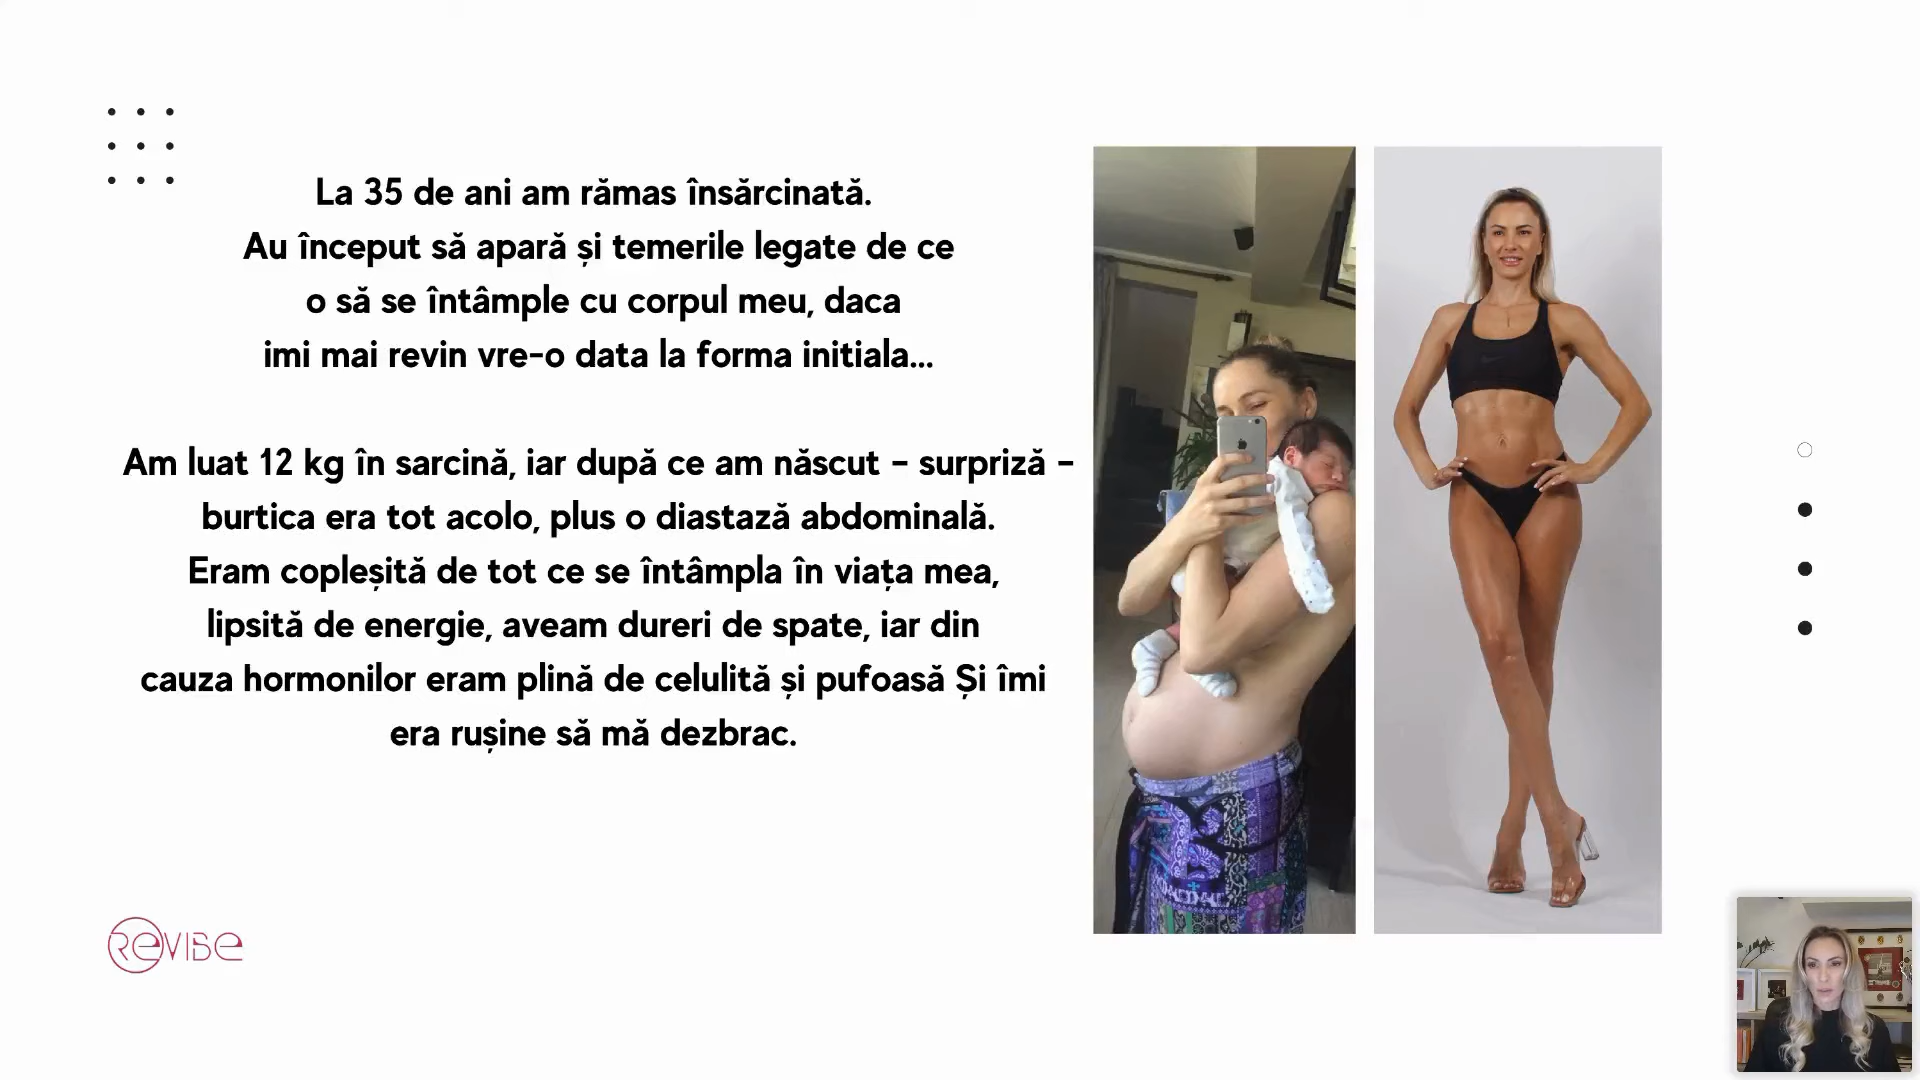 La 35 de ani am rămas însărcinată.
Au început să apară și temerile legate de ce
o să se întâmple cu corpul meu, daca
imi mai revin vre-o data la forma initiala...
Am luat 12 kg în sarcină, iar după ce am născut – surpriză –
burtica era tot acolo, plus o diastază abdominală.
Eram copleșită de tot ce se întâmpla în viața mea,
lipsită de energie, aveam dureri de spate, iar din
cauza hormonilor eram plină de celulită și pufoasă Și îmi
era rușine să mă dezbrac.
REVIBE